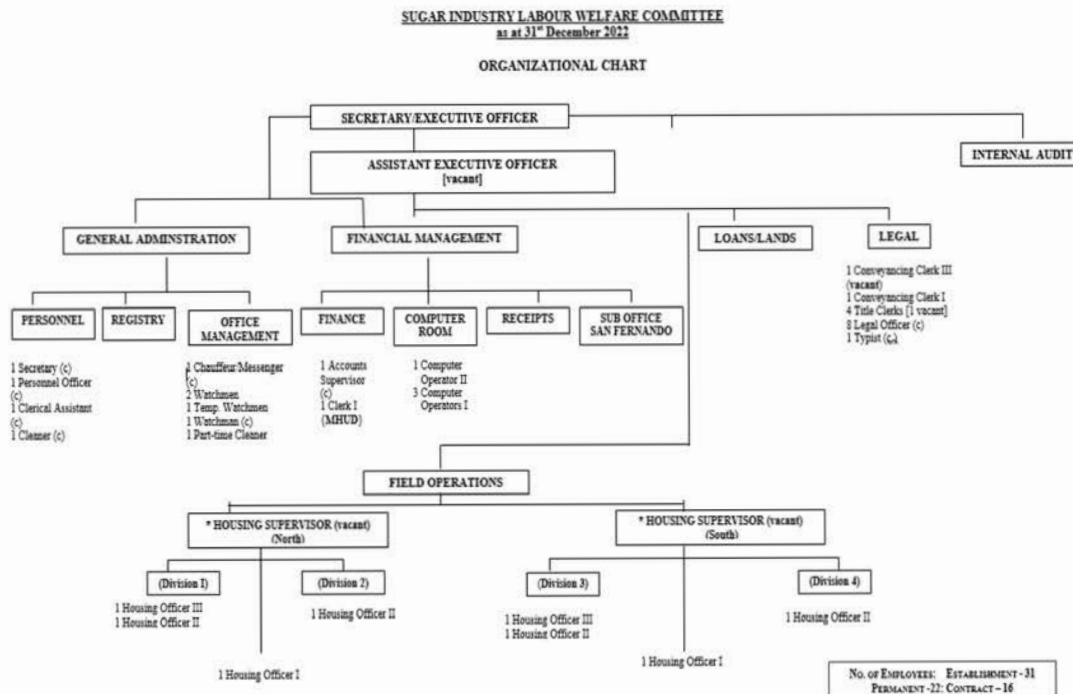 SUGAR INDUSTRY LABOUR WELFARE COMMITTEE
as at 31st December 2022
ORGANIZATIONAL CHART
SECRETARY/EXECUTIVE OFFICER
ASSISTANT EXECUTIVE OFFICER
[vacant]
INTERNAL AUDIT
GENERAL ADMINSTRATION
FINANCIAL MANAGEMENT
LOANS/LANDS
LEGAL
1 Conveyancing Clerk III
(vacant)
1 Conveyancing Clerk I
4 Title Clerks [1 vacant]
8 Legal Officer (c)
1 Typist (c)
PERSONNEL
REGISTRY
OFFICE
MANAGEMENT
FINANCE
COMPUTER
ROOM
RECEIPTS
SUB OFFICE
SAN FERNANDO
1 Secretary (c)
1 Personnel Officer
(c)
1 Clerical Assistant
(c)
1 Cleaner (c)
1 Chauffeur/Messenger
(c)
2 Watchmen
1 Temp. Watchmen
1 Watchman (c)
1 Part-time Cleaner
1 Accounts
Supervisor
(c)
1 Clerk I
(MHUD)
1 Computer
Operator II
3 Computer
Operators I
FIELD OPERATIONS
* HOUSING SUPERVISOR (vacant)
(North)
* HOUSING SUPERVISOR (vacant)
(South)
(Division I)
(Division 2)
(Division 3)
(Division 4)
1 Housing Officer III
1 Housing Officer II
1 Housing Officer II
1 Housing Officer III
1 Housing Officer II
1 Housing Officer II
1 Housing Officer I
1 Housing Officer I
NO. OF EMPLOYEES: ESTABLISHMENT - 31
PERMANENT -22: CONTRACT – 16